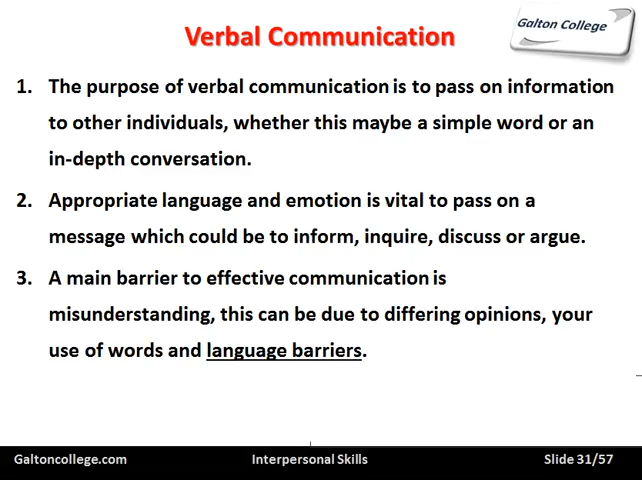 Verbal Communication
Galton College
1. The purpose of verbal communication is to pass on information
to other individuals, whether this maybe a simple word or an
in-depth conversation.
2. Appropriate language and emotion is vital to pass on a
message which could be to inform, inquire, discuss or argue.
3. A main barrier to effective communication is
misunderstanding, this can be due to differing opinions, your
use of words and language barriers.
Galtoncollege.com Interpersonal Skills Slide 31/57